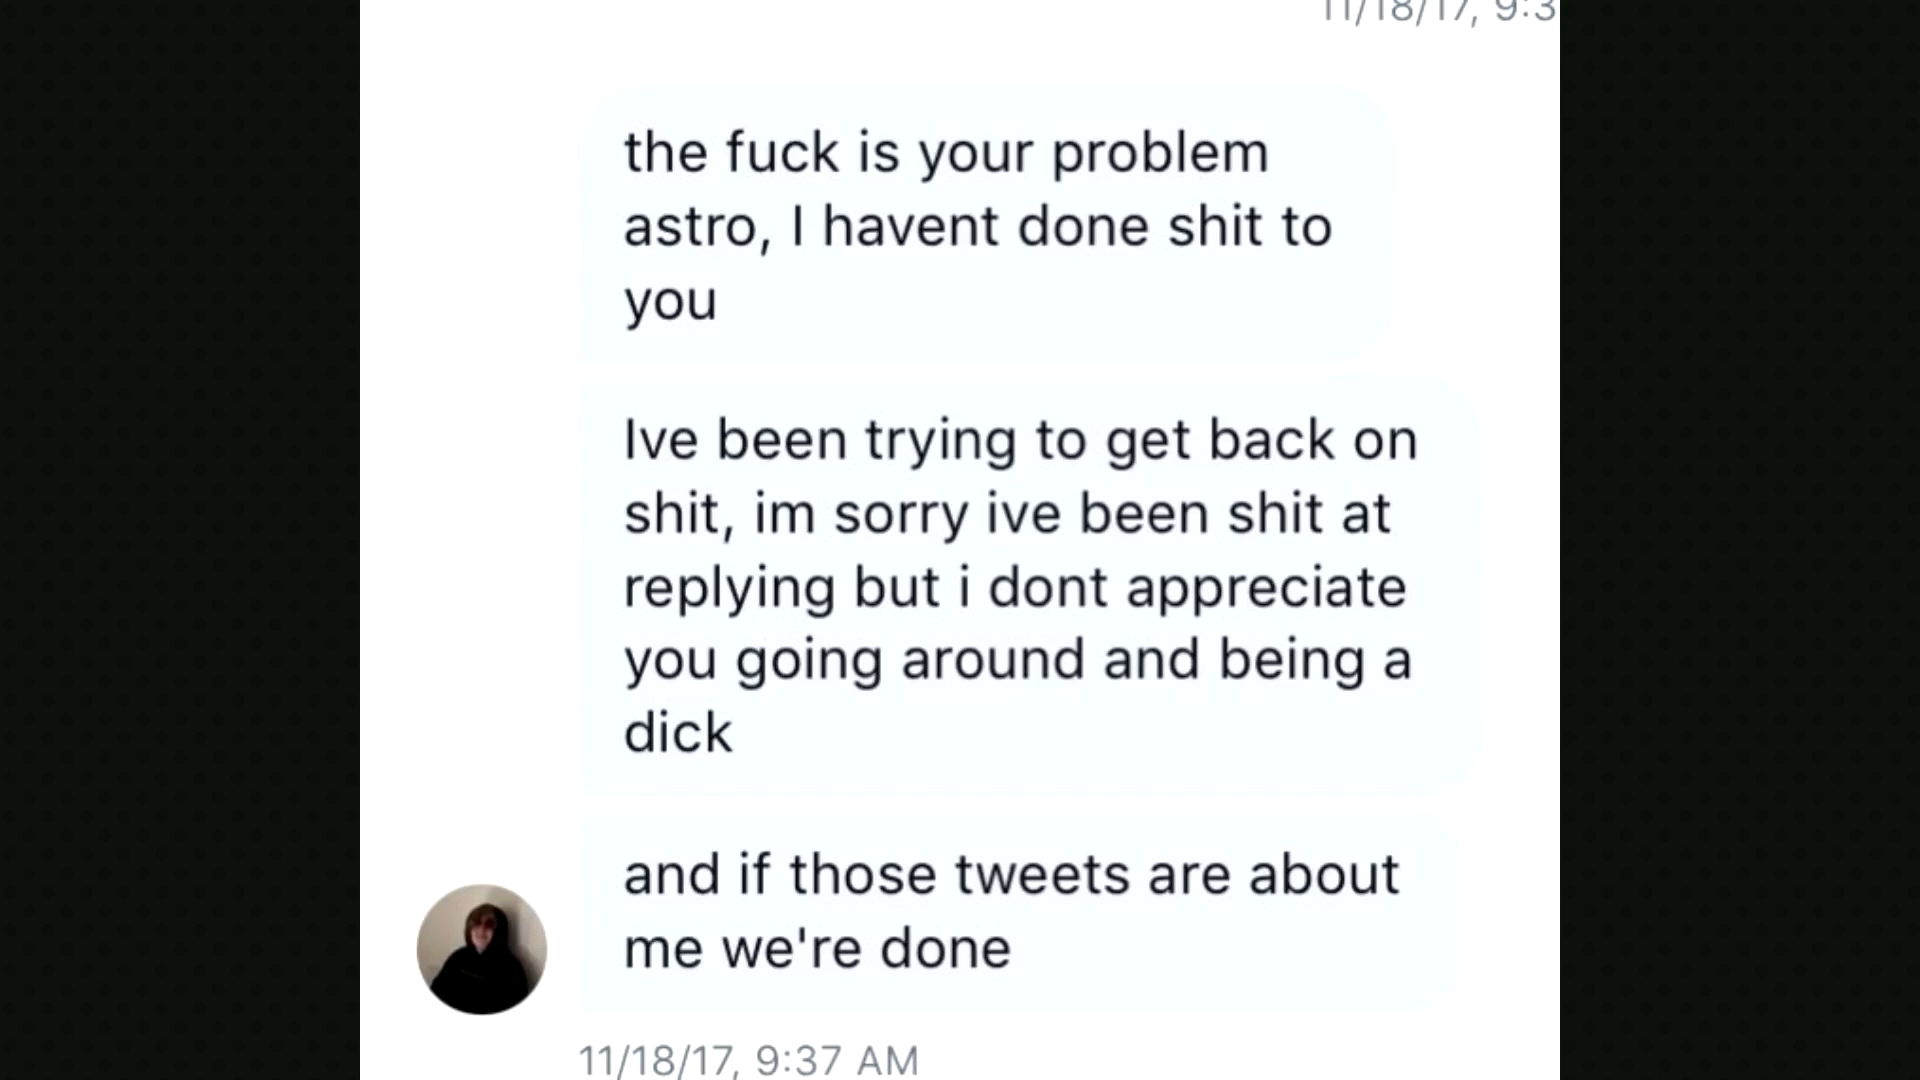 11/18/17, 9:3
the fuck is your problem
astro, I havent done shit to
you
Ive been trying to get back on
shit, im sorry ive been shit at
replying but i dont appreciate
you going around and being a
dick
and if those tweets are about
me we're done
11/18/17, 9:37 AM